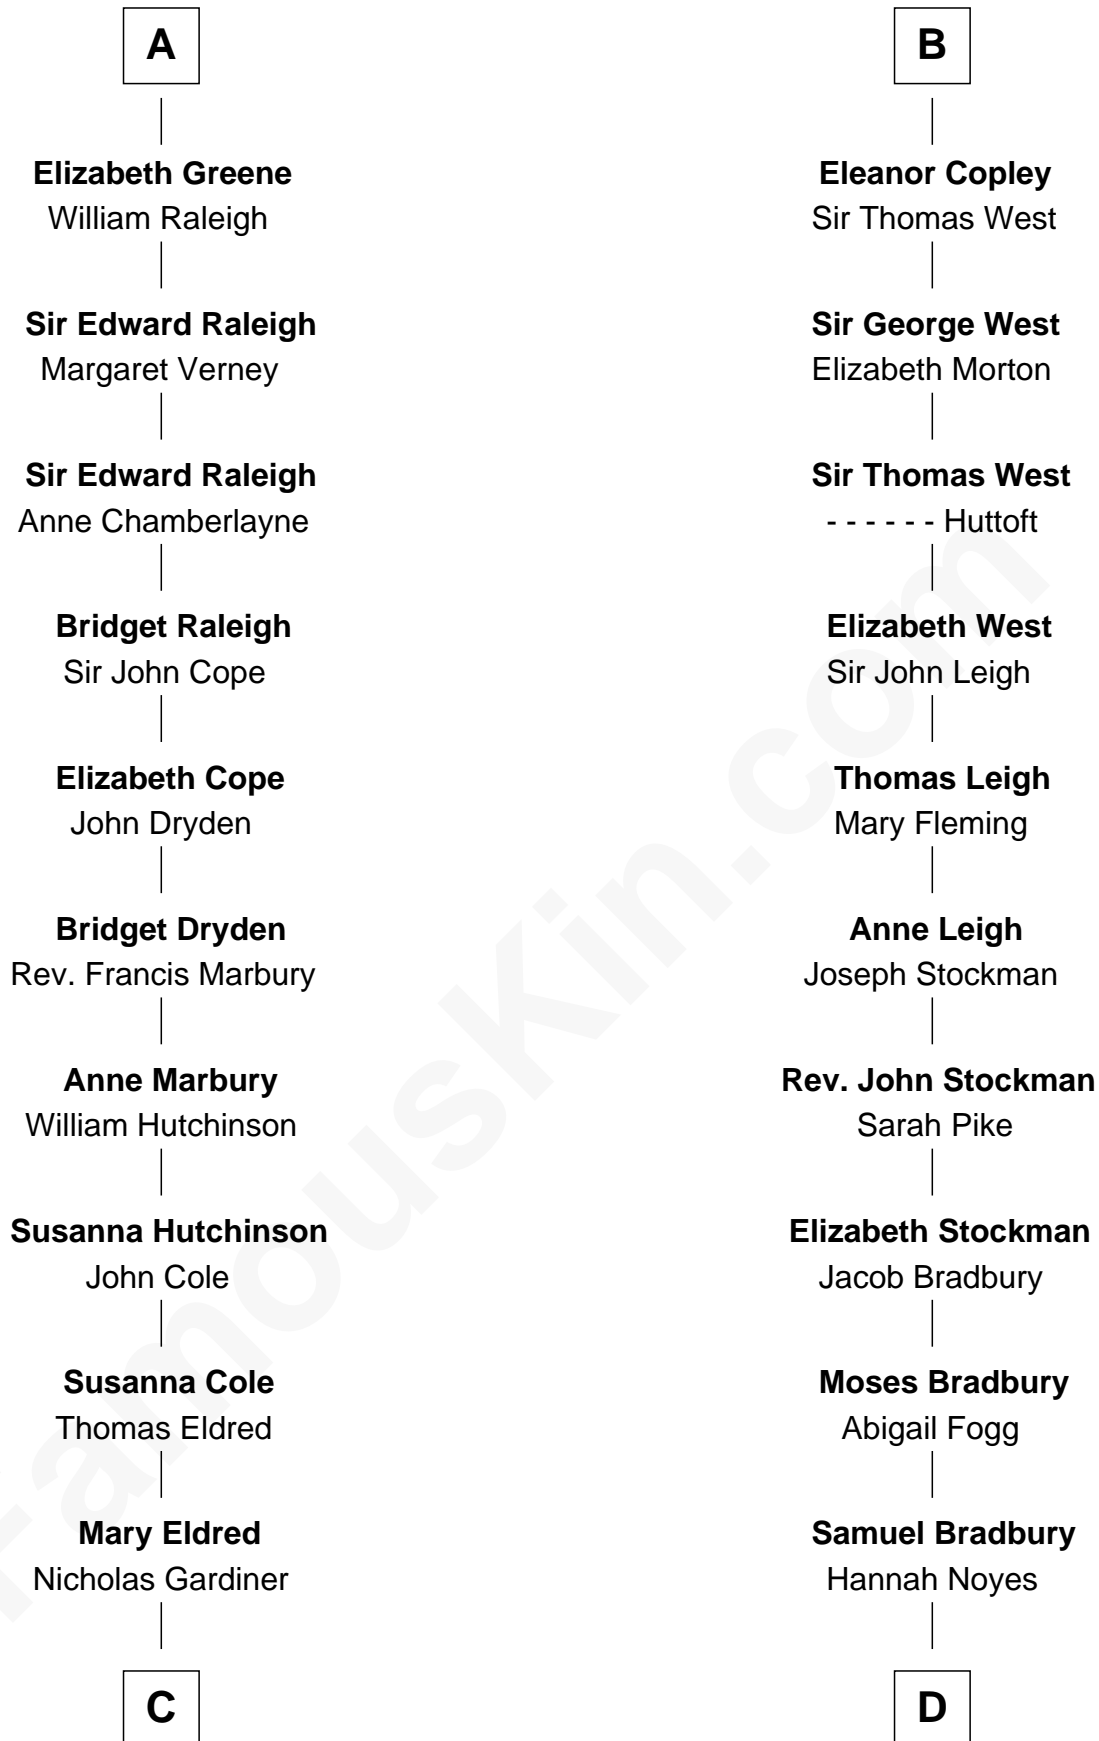 A
Elizabeth Greene
William Raleigh
Sir Edward Raleigh
Margaret Verney
Sir Edward Raleigh
Anne Chamberlayne
Bridget Raleigh
Sir John Cope
Elizabeth Cope
John Dryden
Bridget Dryden
Rev. Francis Marbury
Anne Marbury
William Hutchinson
Susanna Hutchinson
John Cole
Susanna Cole
Thomas Eldred
Mary Eldred
Nicholas Gardiner
C
B
Eleanor Copley
Sir Thomas West
Sir George West
Elizabeth Morton
Sir Thomas West
- - - - - - Huttoft
Elizabeth West
Sir John Leigh
Thomas Leigh
Mary Fleming
Anne Leigh
Joseph Stockman
Rev. John Stockman
Sarah Pike
Elizabeth Stockman
Jacob Bradbury
Moses Bradbury
Abigail Fogg
Samuel Bradbury
Hannah Noyes
D
FamousKin.com